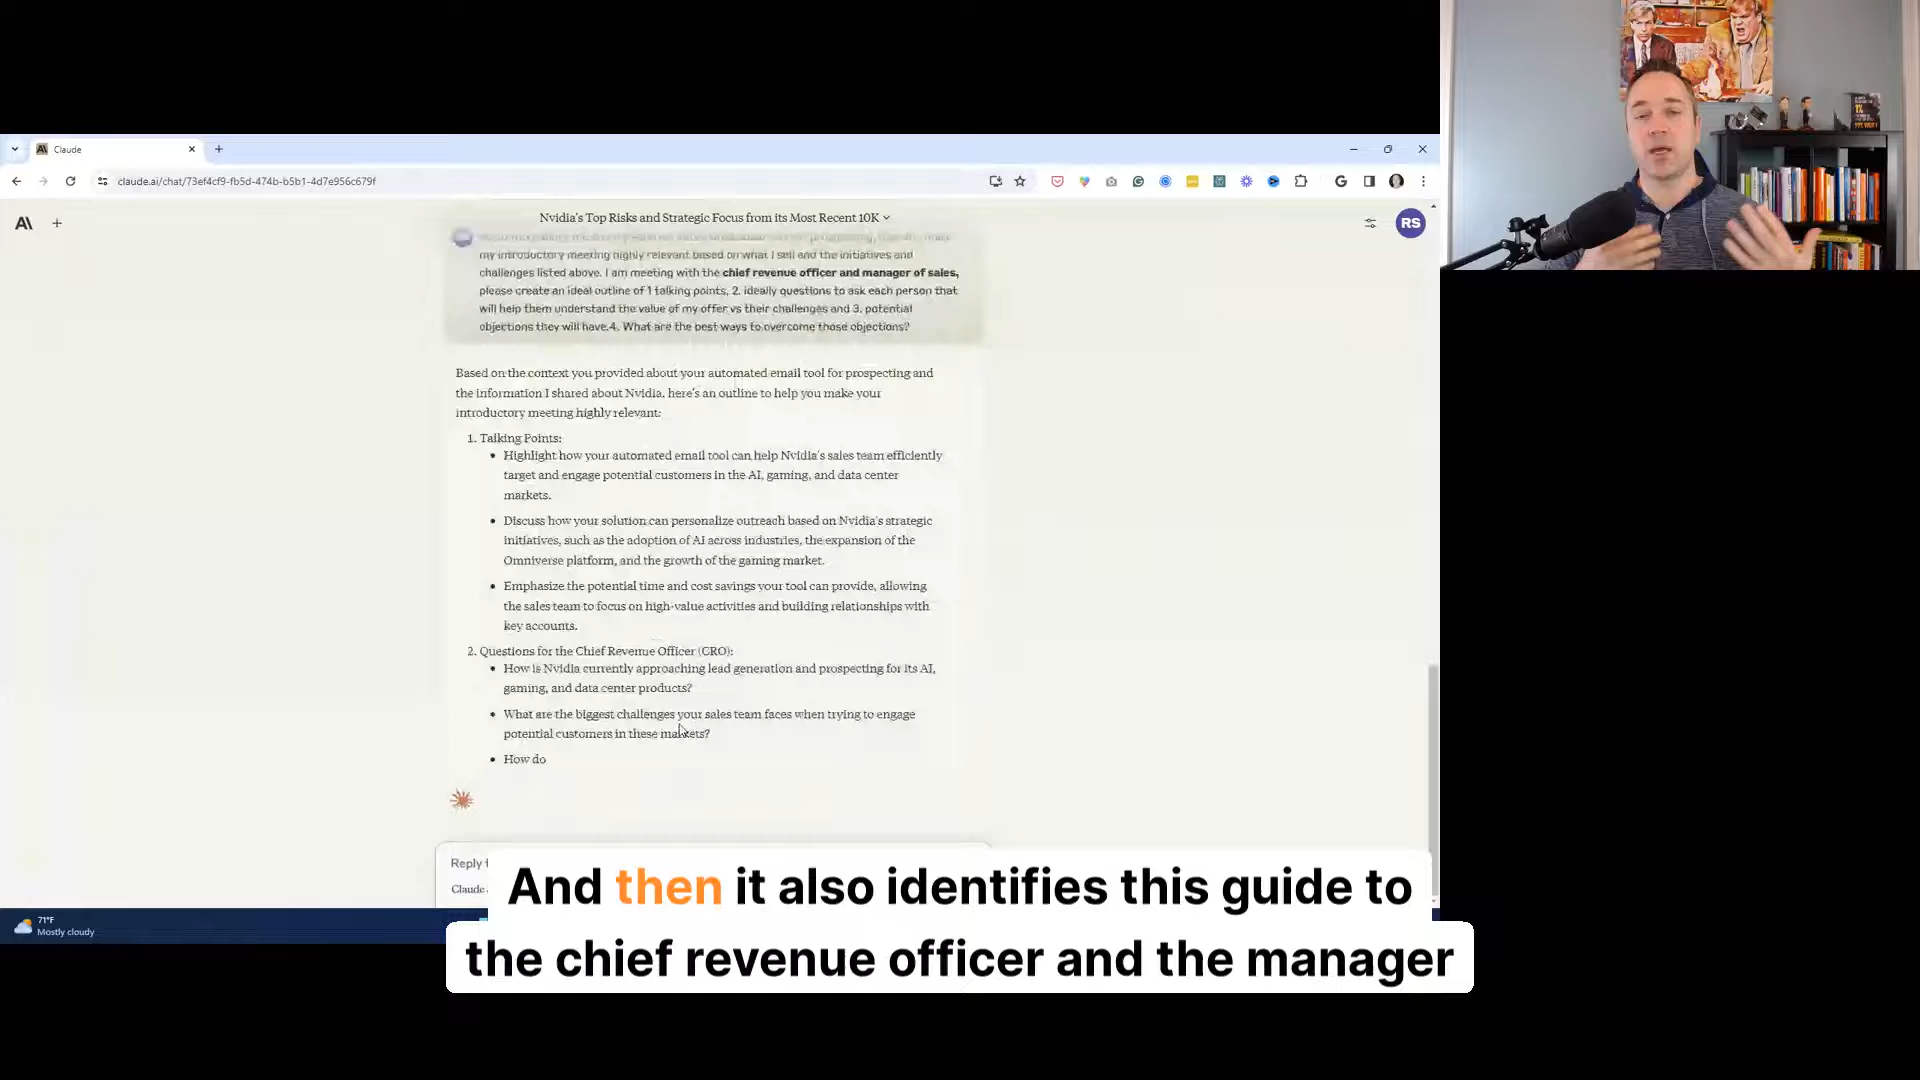 Claude
claude.ai/chat/73ef4cf9-fb5d-474b-b5b1-4d7e956c679f
RS
Nvidia's Top Risks and Strategic Focus from its Most Recent 10K
my introductory meeting highly relevant based on what I sell and the initiatives and
challenges listed above. I am meeting with the chief revenue officer and manager of sales,
please create an ideal outline of 1 talking points, 2. ideally questions to ask each person that
will help them understand the value of my offer vs their challenges and 3. potential
objections they will have.4. What are the best ways to overcome those objections?
Based on the context you provided about your automated email tool for prospecting and
the information I shared about Nvidia, here's an outline to help you make your
introductory meeting highly relevant:
1. Talking Points:
• Highlight how your automated email tool can help Nvidia's sales team efficiently
target and engage potential customers in the AI, gaming, and data center
markets.
• Discuss how your solution can personalize outreach based on Nvidia's strategic
initiatives, such as the adoption of AI across industries, the expansion of the
Omniverse platform, and the growth of the gaming market.
• Emphasize the potential time and cost savings your tool can provide, allowing
the sales team to focus on high-value activities and building relationships with
key accounts.
2. Questions for the Chief Revenue Officer (CRO):
• How is Nvidia currently approaching lead generation and prospecting for its AI,
gaming, and data center products?
• What are the biggest challenges your sales team faces when trying to engage
potential customers in these markets?
• How do
Reply
Claude
71°F
Mostly cloudy
And then it also identifies this guide to
the chief revenue officer and the manager